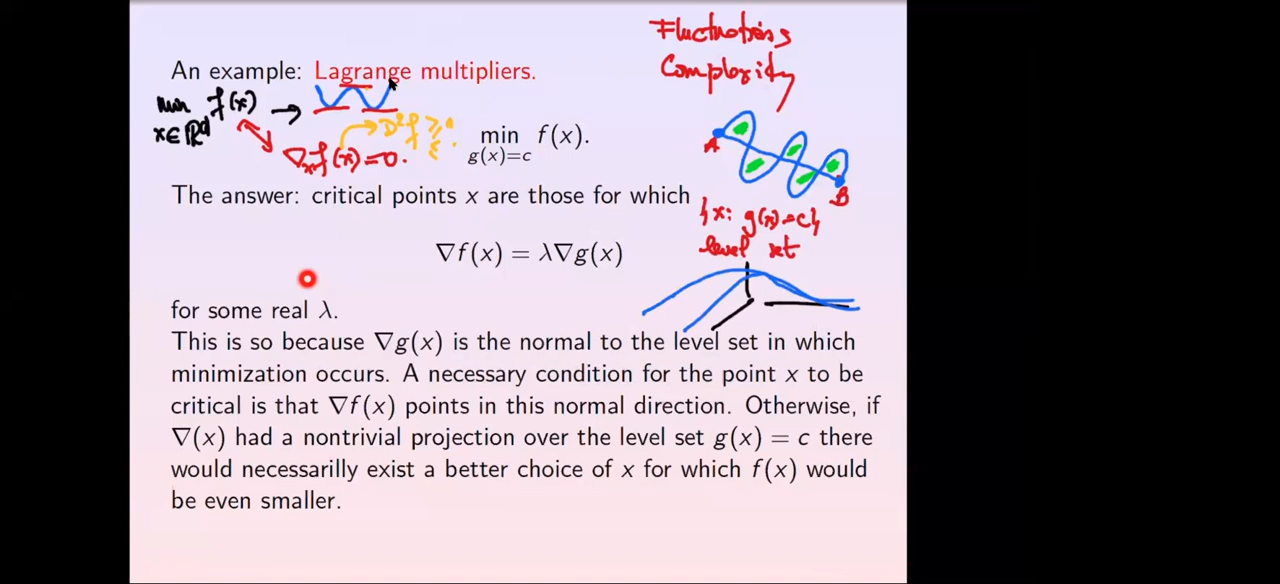 Fluctuations
Complexity
An example: Lagrange multipliers.
min f(x) →
x∈ℝᵈ
∇ₓf(x)=0.
min f(x).
g(x)=c
A
B
The answer: critical points x are those for which
{x: g(x)=c}
level set
∇f(x) = λ∇g(x)
for some real λ.
This is so because ∇g(x) is the normal to the level set in which
minimization occurs. A necessary condition for the point x to be
critical is that ∇f(x) points in this normal direction. Otherwise, if
∇(x) had a nontrivial projection over the level set g(x) = c there
would necessarilly exist a better choice of x for which f(x) would
be even smaller.